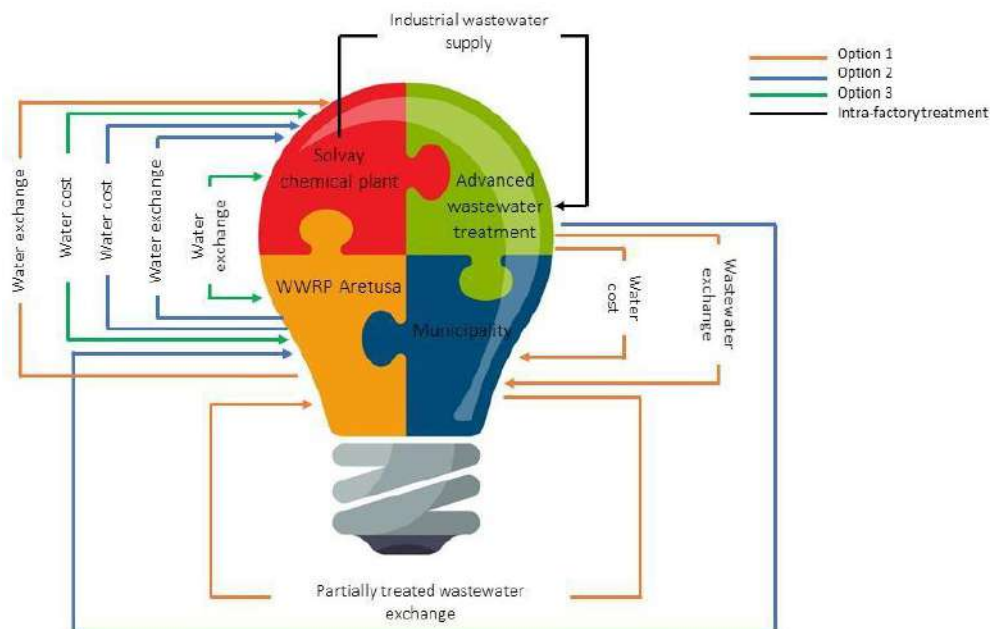 Industrial wastewater
supply
Option 1
Option 2
Option 3
Intra-factory treatment
Solvay
chemical plant
Advanced
wastewater
treatment
WWRP Aretusa
Municipality
Water exchange
Water cost
Water cost
Water exchange
Water
exchange
Water
cost
Wastewater
exchange
Partially treated wastewater
exchange